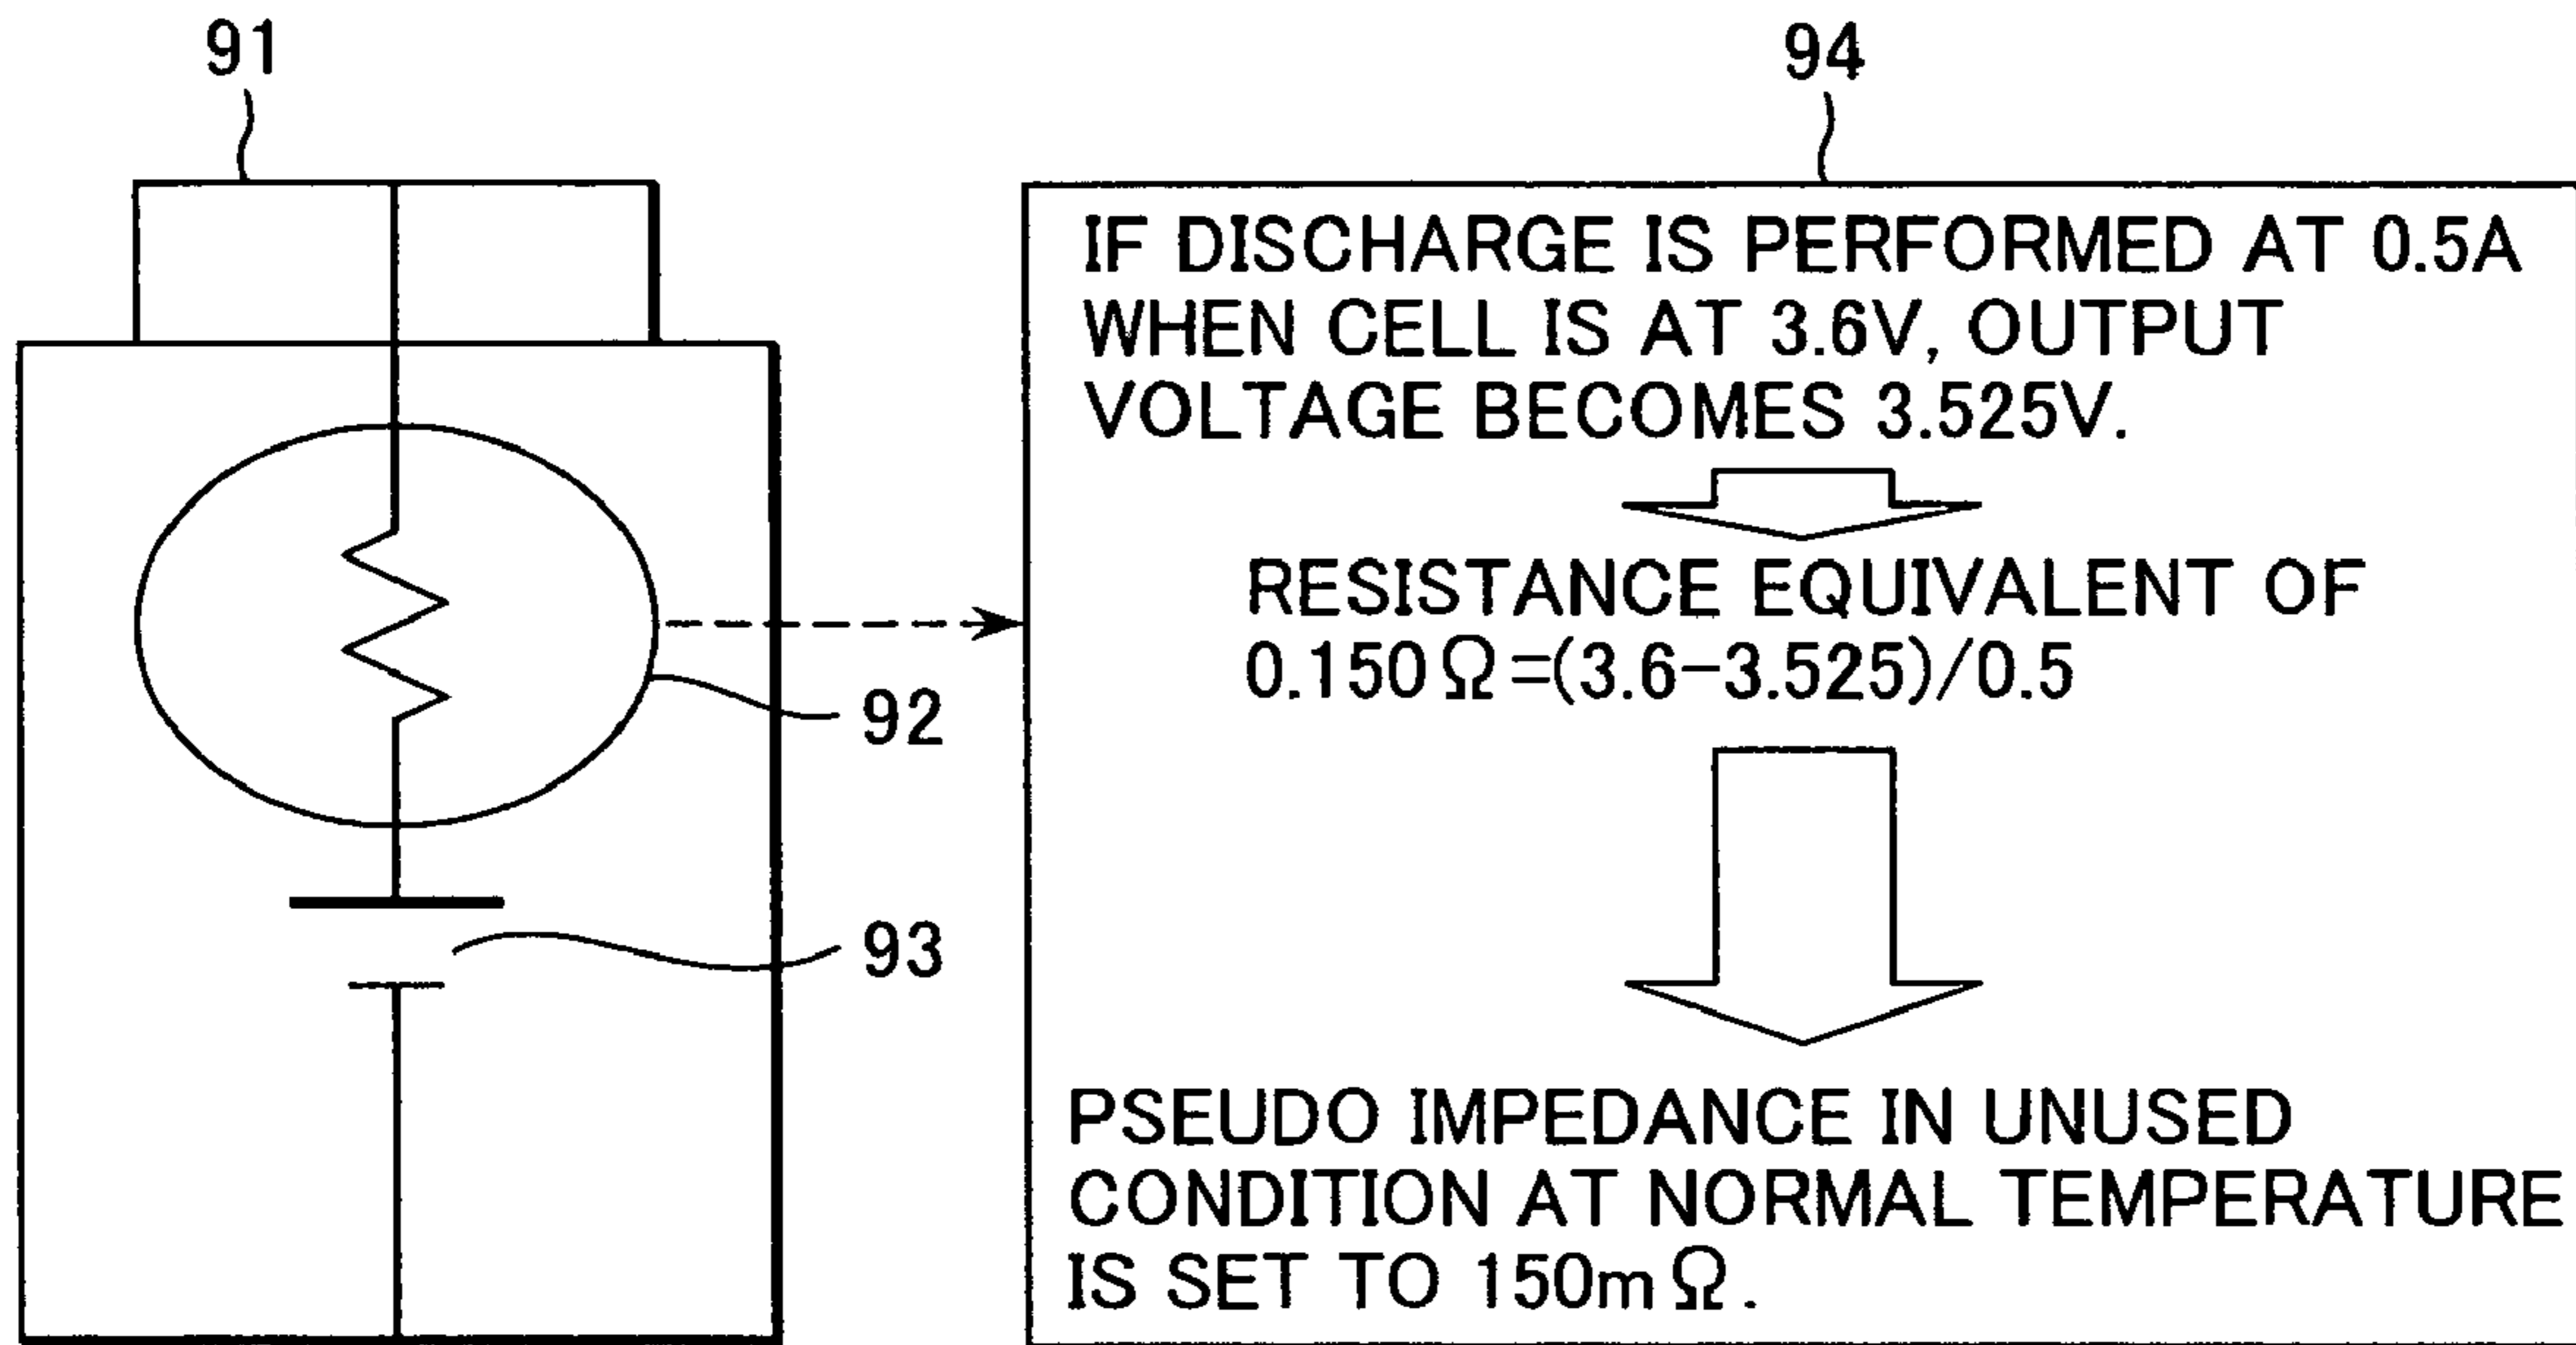 91
94
IF DISCHARGE IS PERFORMED AT 0.5A
WHEN CELL IS AT 3.6V, OUTPUT
VOLTAGE BECOMES 3.525V.
RESISTANCE EQUIVALENT OF
0.150Ω=(3.6-3.525)/0.5
92
93
PSEUDO IMPEDANCE IN UNUSED
CONDITION AT NORMAL TEMPERATURE
IS SET TO 150mΩ.